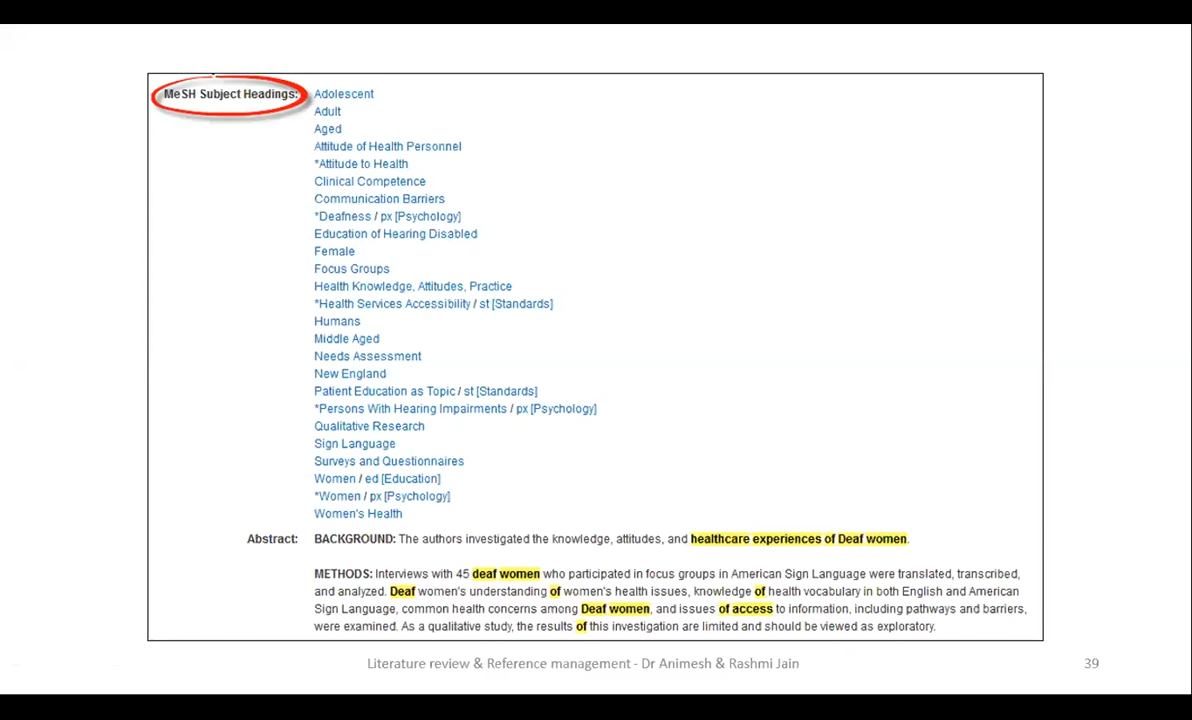 MeSH Subject Headings: Adolescent
Adult
Aged
Attitude of Health Personnel
*Attitude to Health
Clinical Competence
Communication Barriers
*Deafness / px [Psychology]
Education of Hearing Disabled
Female
Focus Groups
Health Knowledge, Attitudes, Practice
*Health Services Accessibility / st [Standards]
Humans
Middle Aged
Needs Assessment
New England
Patient Education as Topic / st [Standards]
*Persons With Hearing Impairments / px [Psychology]
Qualitative Research
Sign Language
Surveys and Questionnaires
Women / ed [Education]
*Women / px [Psychology]
Women's Health
Abstract: BACKGROUND: The authors investigated the knowledge, attitudes, and healthcare experiences of Deaf women.
METHODS: Interviews with 45 deaf women who participated in focus groups in American Sign Language were translated, transcribed,
and analyzed. Deaf women's understanding of women's health issues, knowledge of health vocabulary in both English and American
Sign Language, common health concerns among Deaf women, and issues of access to information, including pathways and barriers,
were examined. As a qualitative study, the results of this investigation are limited and should be viewed as exploratory.
Literature review & Reference management - Dr Animesh & Rashmi Jain 39